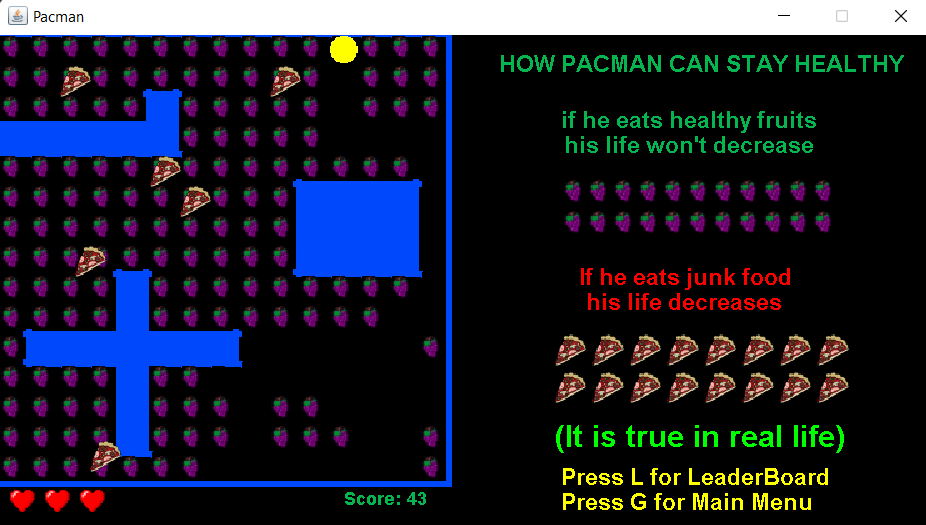 Pacman
HOW PACMAN CAN STAY HEALTHY
if he eats healthy fruits
his life won't decrease
If he eats junk food
his life decreases
(It is true in real life)
Press L for LeaderBoard
Press G for Main Menu
Score: 43